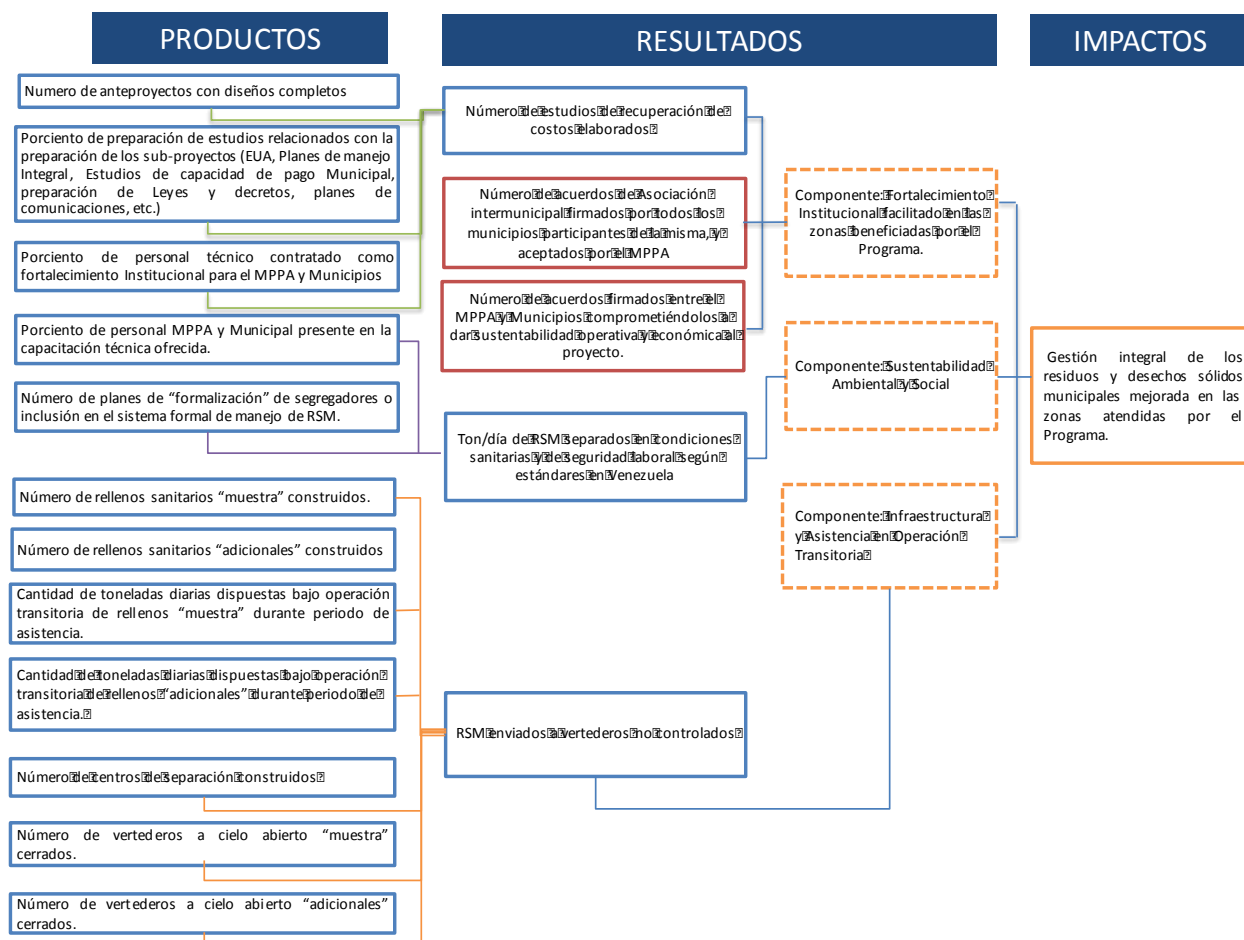 PRODUCTOS
Numero de anteproyectos con diseños completos
Porciento de preparación de estudios relacionados con la
preparación de los sub-proyectos (EUA, Planes de manejo
Integral, Estudios de capacidad de pago Municipal,
preparación de Leyes y decretos, planes de
comunicaciones, etc.)
Porciento de personal técnico contratado como
fortalecimiento Institucional para el MPPA y Municipios
Porciento de personal MPPA y Municipal presente en la
capacitación técnica ofrecida.
Número de planes de “formalización” de segregadores o
inclusión en el sistema formal de manejo de RSM.
Número de rellenos sanitarios “muestra” construidos.
Número de rellenos sanitarios “adicionales” construidos
Cantidad de toneladas diarias dispuestas bajo operación
transitoria de rellenos “muestra” durante periodo de
asistencia.
Cantidad de toneladas diarias dispuestas bajo operación
transitoria de rellenos “adicionales” durante periodo de
asistencia.
Número de centros de separación construidos
Número de vertederos a cielo abierto “muestra”
cerrados.
Número de vertederos a cielo abierto “adicionales”
cerrados.
RESULTADOS
Número de estudios de recuperación de
costos elaborados
Número de acuerdos de Asociación
intermunicipal firmados por todos los
municipios participantes de la misma, y
aceptados por el MPPA
Número de acuerdos firmados entre el
MPPA y Municipios comprometiéndolos a
dar sustentabilidad operativa y económica al
proyecto.
Ton/día de RSM separados en condiciones
sanitarias y de seguridad laboral según
estándares en Venezuela
RSM enviados a vertederos no controlados
Componente: Fortalecimiento
Institucional facilitado en las
zonas beneficiadas por el
Programa.
Componente: Sustentabilidad
Ambiental y Social
Componente: Infraestructura
y Asistencia en Operación
Transitoria
IMPACTOS
Gestión integral de los
residuos y desechos sólidos
municipales mejorada en las
zonas atendidas por el
Programa.